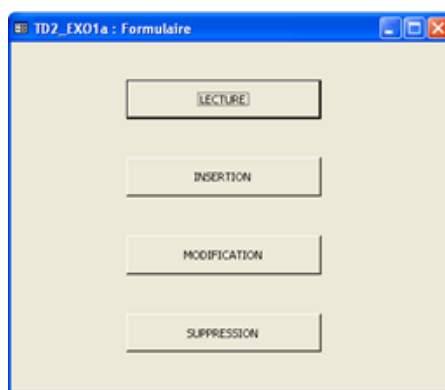 TD2_EXO1a : Formulaire
LECTURE
INSERTION
MODIFICATION
SUPPRESSION